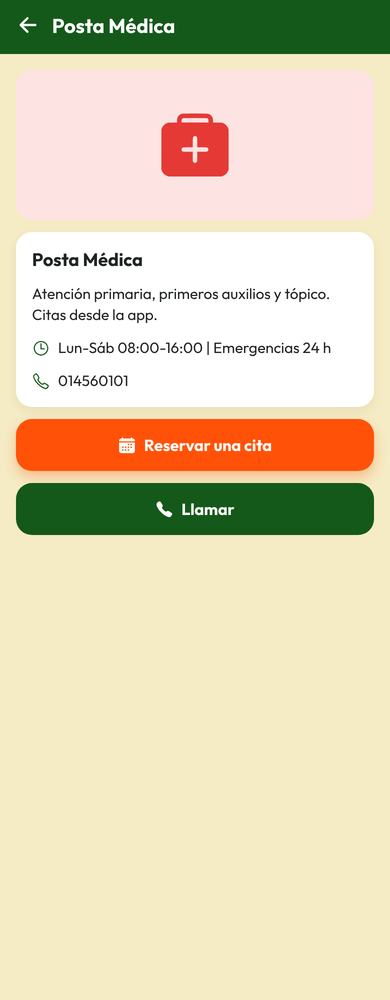 Posta Médica
Posta Médica
Atención primaria, primeros auxilios y tópico.
Citas desde la app.
Lun-Sáb 08:00-16:00 | Emergencias 24 h
014560101
Reservar una cita
Llamar